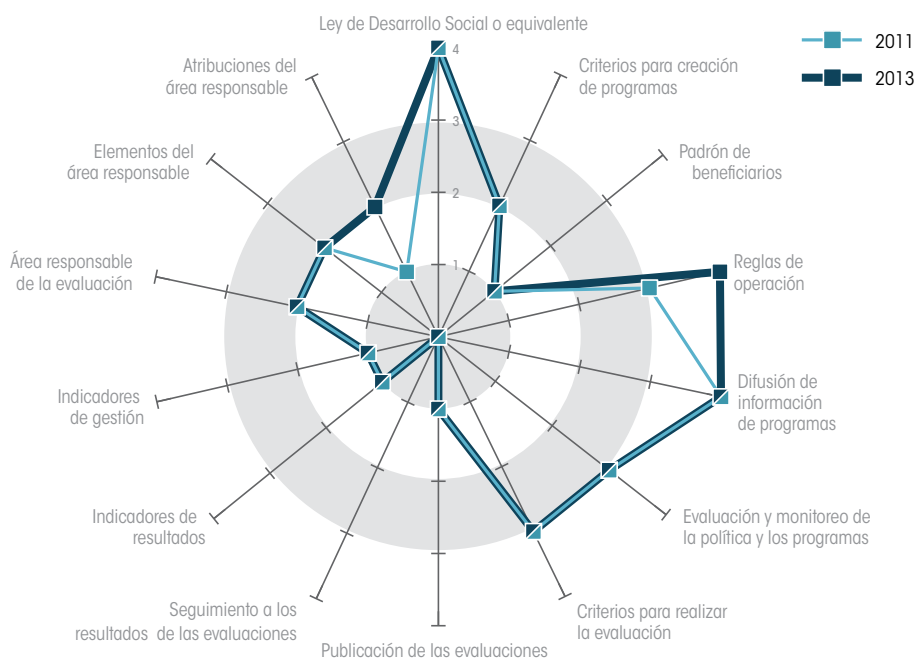 Ley de Desarrollo Social o equivalente
2011
2013
4
3
2
1
Criterios para creación
de programas
Padrón de
beneficiarios
Reglas de
operación
Difusión de
información
de programas
Evaluación y monitoreo de
la política y los programas
Criterios para realizar
la evaluación
Publicación de las evaluaciones
Seguimiento a los
resultados de las evaluaciones
Indicadores de
resultados
Indicadores
de gestión
Área responsable
de la evaluación
Elementos del
área responsable
Atribuciones del
área responsable